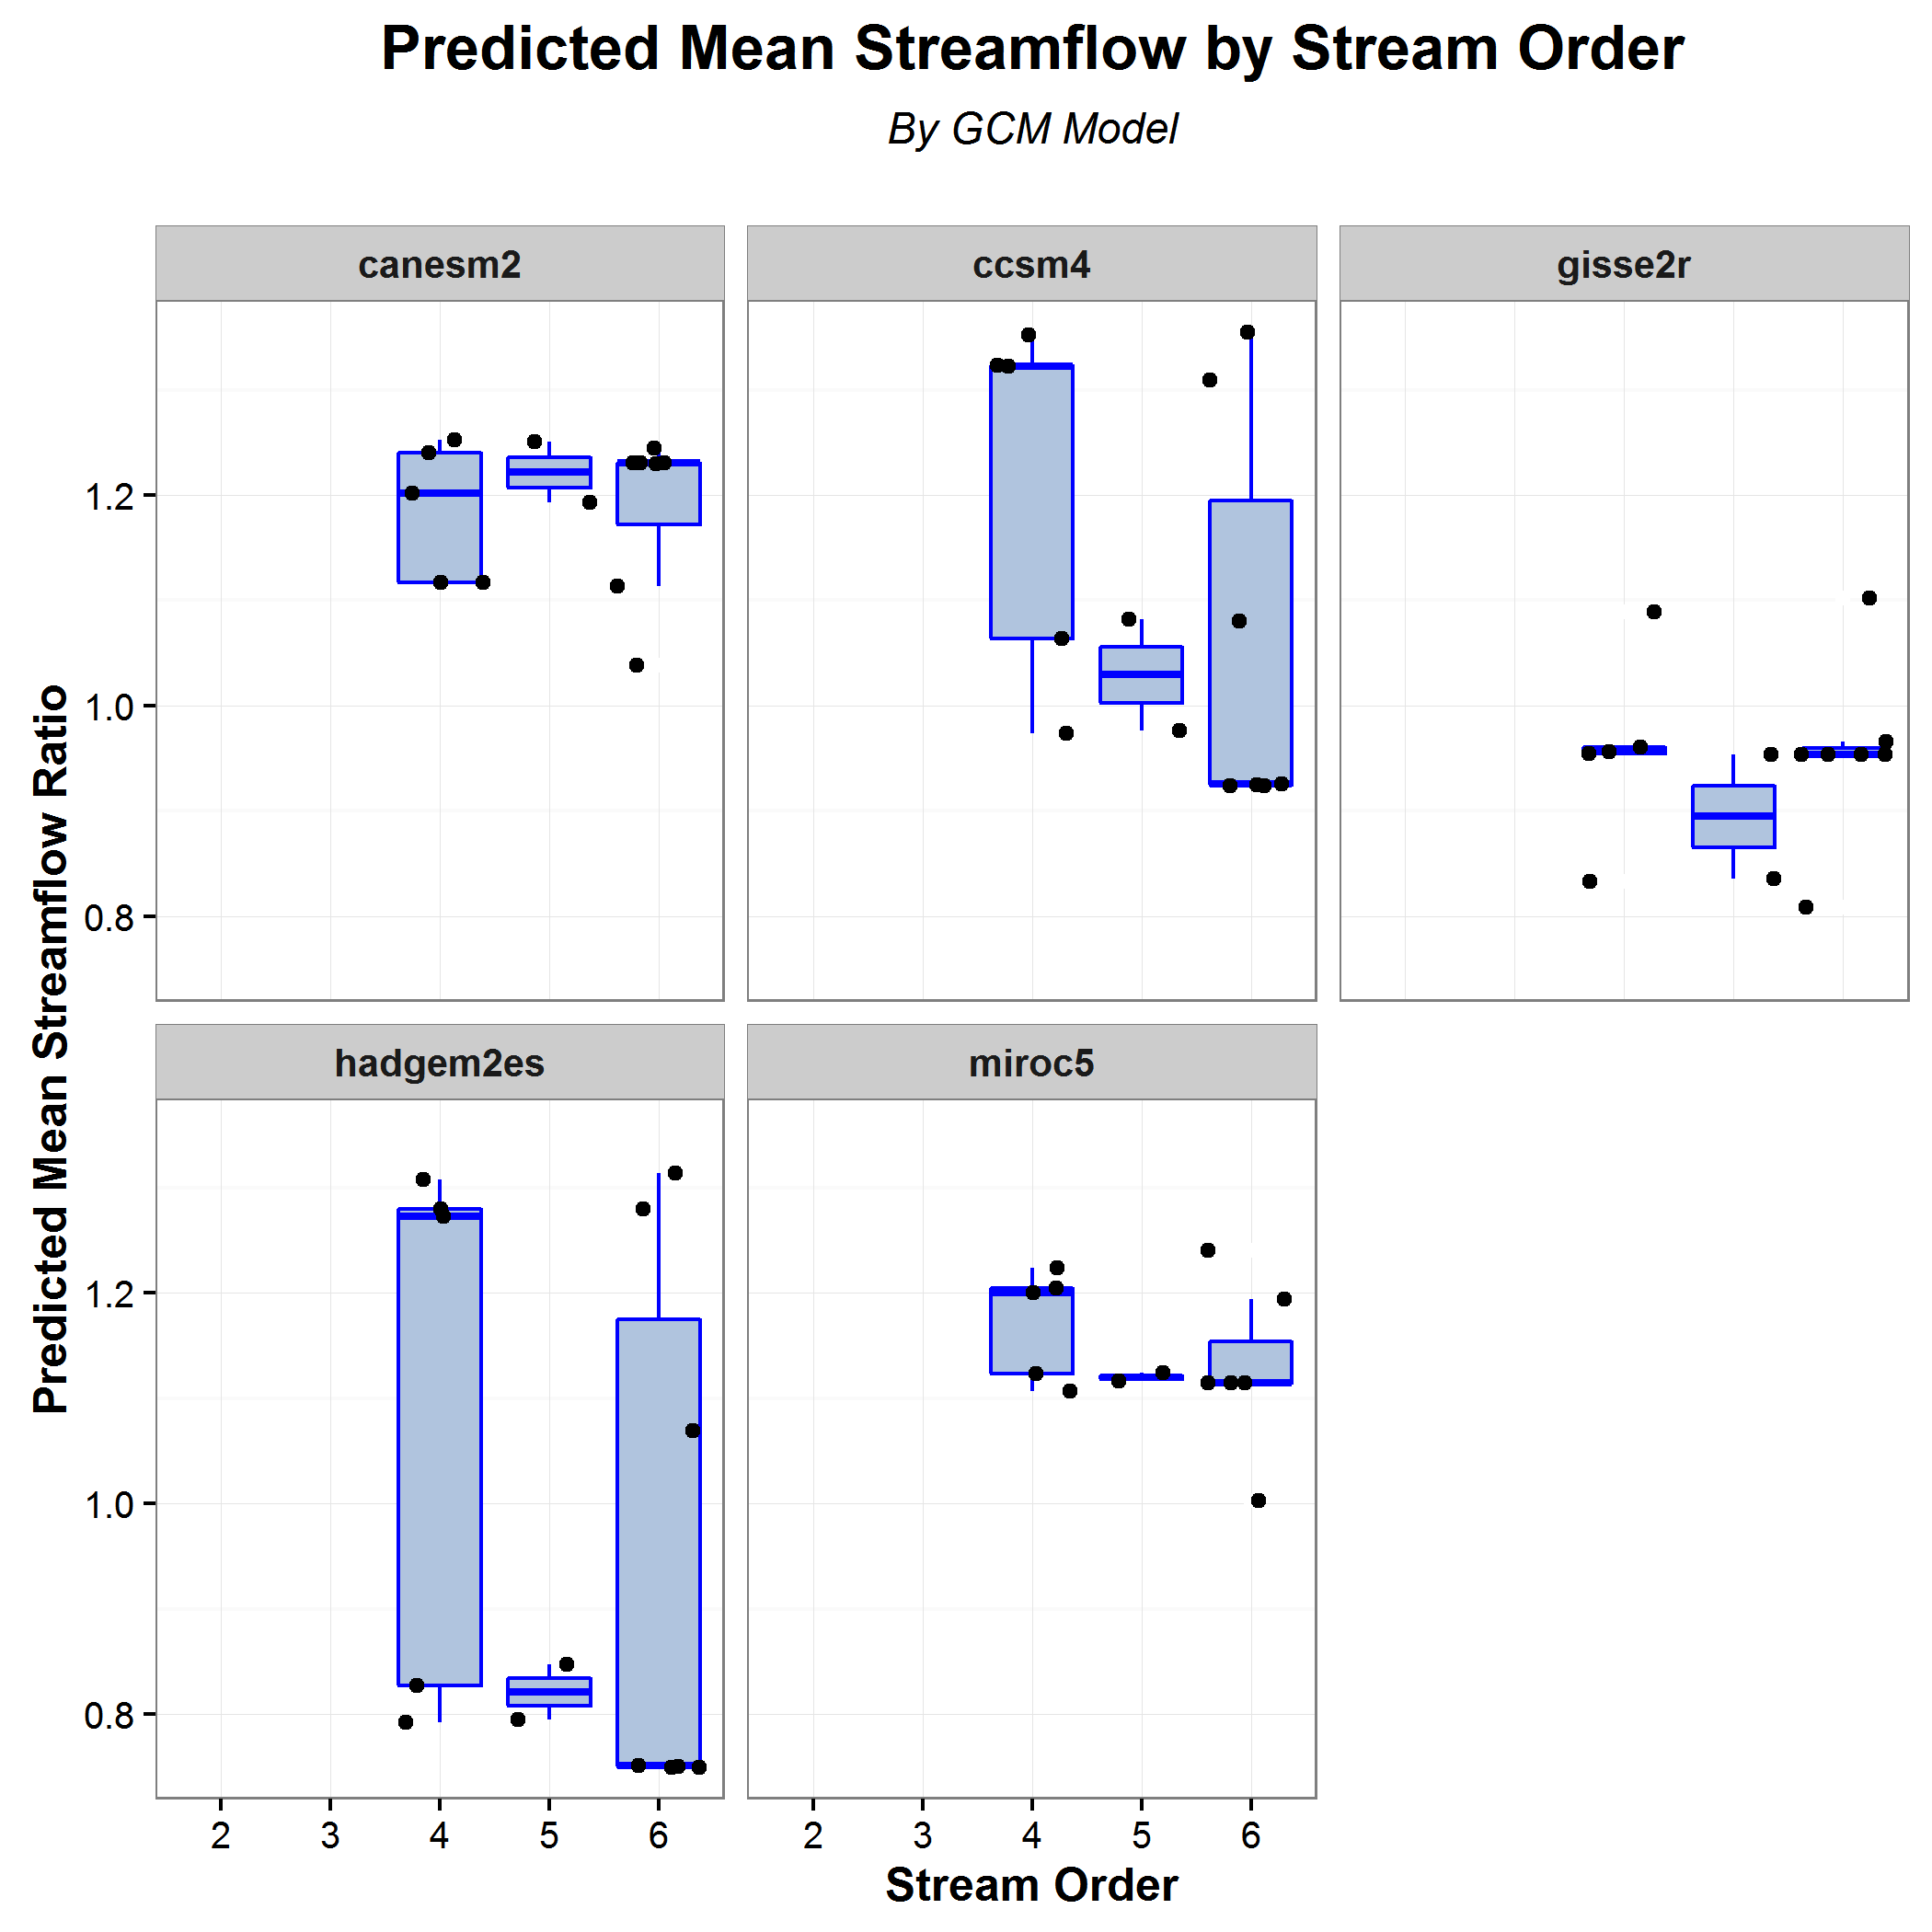 Predicted Mean Streamflow by Stream Order
By GCM Model
canesm2
ccsm4
gisse2r
1.2
1.0
0.8
Predicted Mean Streamflow Ratio
hadgem2es
miroc5
1.2
1.0
0.8
2 3 4 5 6
2 3 4 5 6
Stream Order